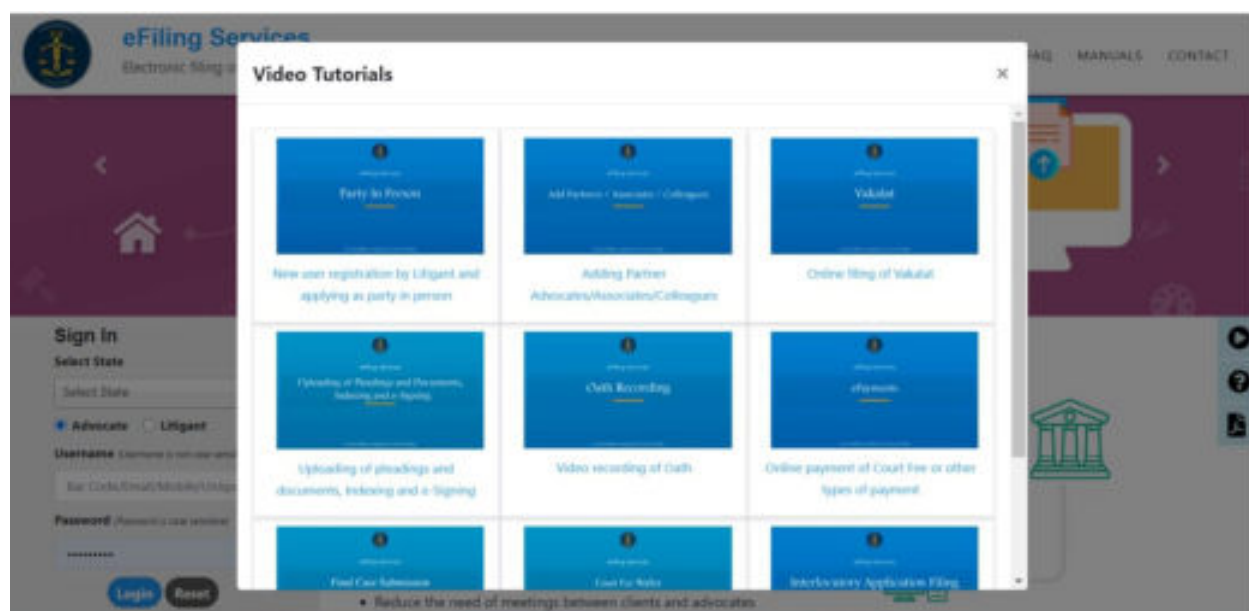 eFiling Services
Electronic filing
FAQ MANUALS CONTACT
Video Tutorials
×
Party In Person
New user registration by Litigant and
applying as party in person
Add Partners / Associates / Colleagues
Adding Partner
Advocates/Associates/Colleagues
Vakalat
Online filing of Vakalat
Uploading of Pleadings and Documents,
Indexing and e-Signing
Uploading of pleadings and
documents, Indexing and e-Signing
Oath Recording
Video recording of Oath
ePayments
Online payment of Court Fee or other
types of payment
Final Case Submission
Interlocutory Application Filing
Sign In
Select State
Select State
Advocate Litigant
Username
Password
Login Reset
Reduce the need of meetings between clients and advocates